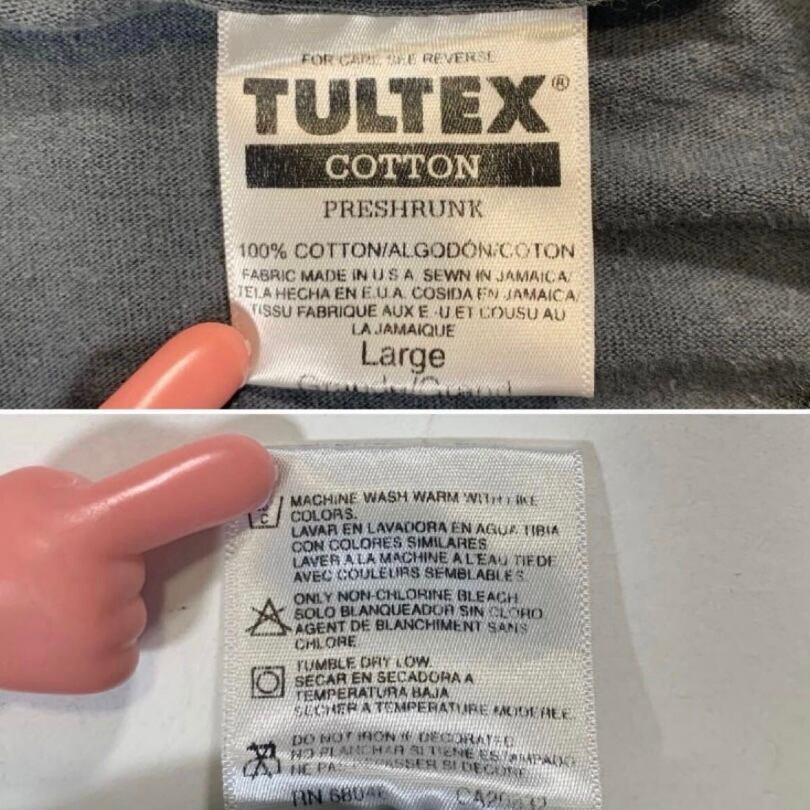 FOR CARE SEE REVERSE
TULTEX®
COTTON
PRESHRUNK
100% COTTON/ALGODÓN/COTON
FABRIC MADE IN U S A SEWN IN JAMAICA/
TELA HECHA EN E.U.A. COSIDA EN JAMAICA/
TISSU FABRIQUE AUX E -U ET COUSU AU
LA JAMAIQUE
Large
Grande/Grand
MACHINE WASH WARM WITH LIKE
COLORS.
LAVAR EN LAVADORA EN AGUA TIBIA
CON COLORES SIMILARES
LAVER A LA MACHINE A L'EAU TIEDE
AVEC COULEURS SEMBLABLES
ONLY NON-CHLORINE BLEACH
SOLO BLANQUEADOR SIN CLORO
AGENT DE BLANCHIMENT SANS
CHLORE
TUMBLE DRY LOW.
SECAR EN SECADORA A
TEMPERATURA BAJA
SECHER A TEMPERATURE MODEREE
DO NOT IRON IF DECORATED
NO PLANCHAR SI TIENE ESTAMPADO
NE PAS REPASSER SI DECORE
RN